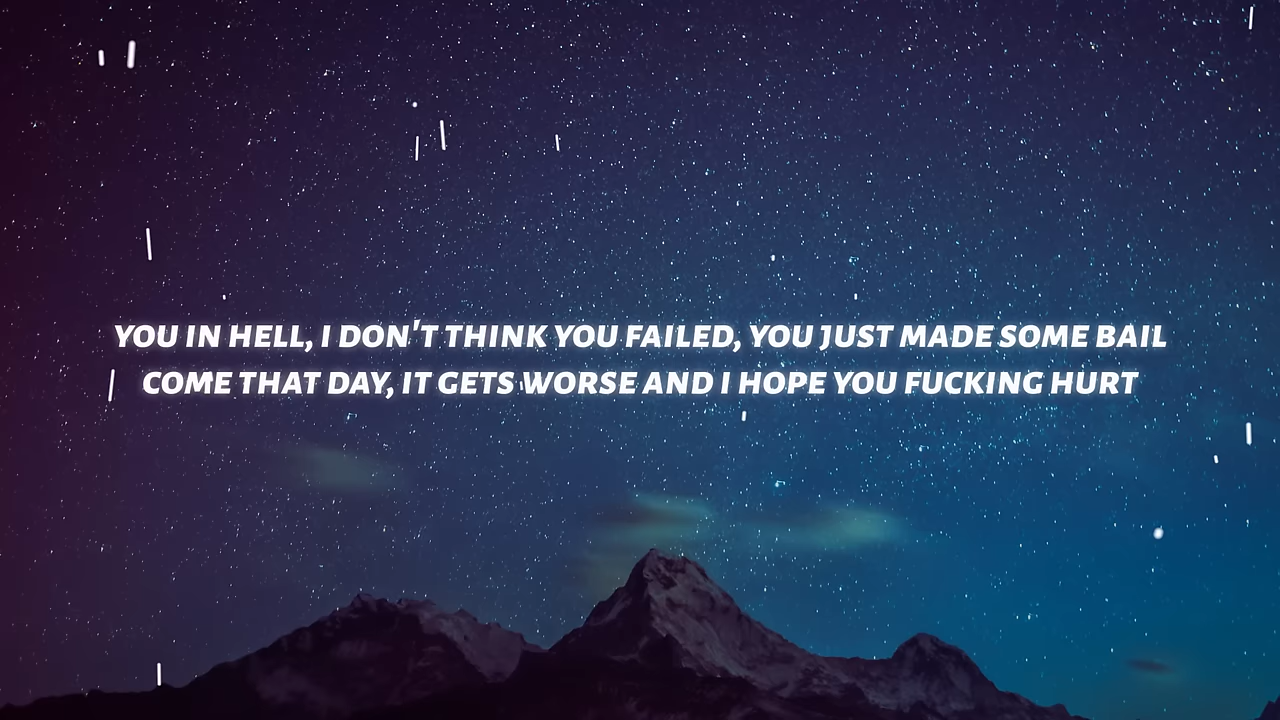 YOU IN HELL, I DON'T THINK YOU FAILED, YOU JUST MADE SOME BAIL
COME THAT DAY, IT GETS WORSE AND I HOPE YOU FUCKING HURT